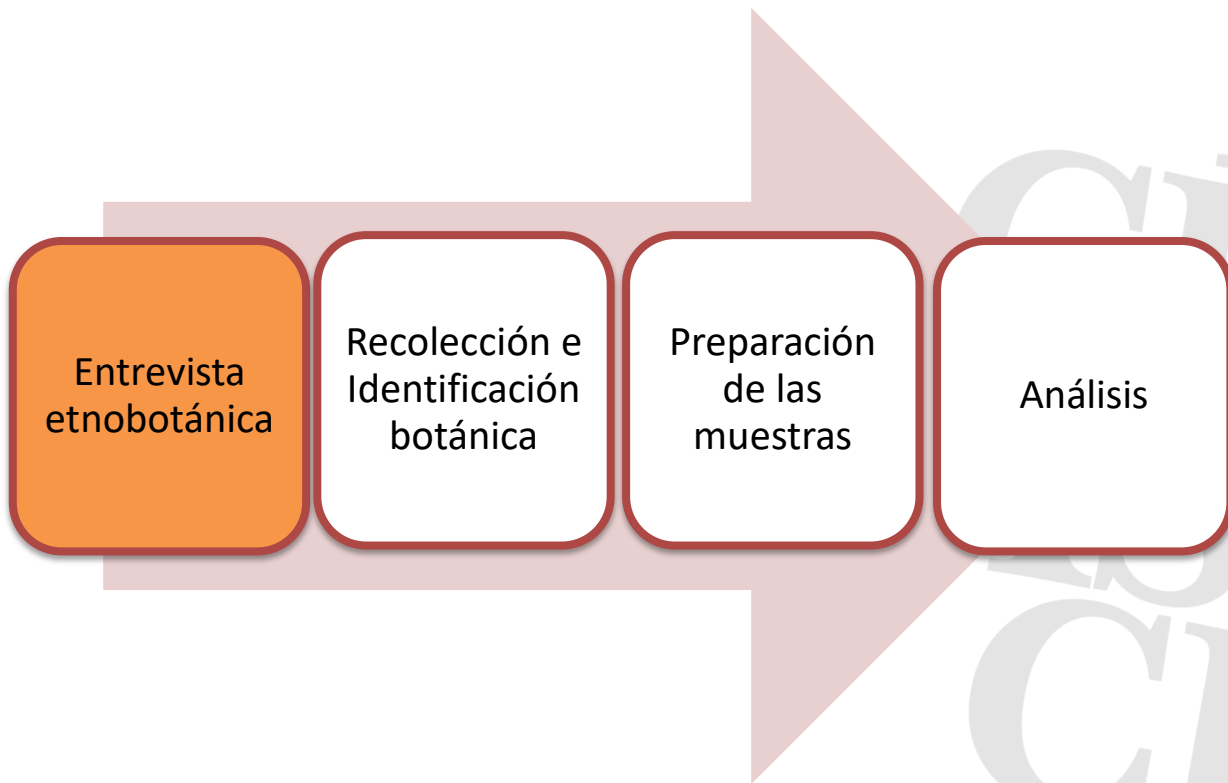 Entrevista
etnobotánica
Recolección e
Identificación
botánica
Preparación
de las
muestras
Análisis